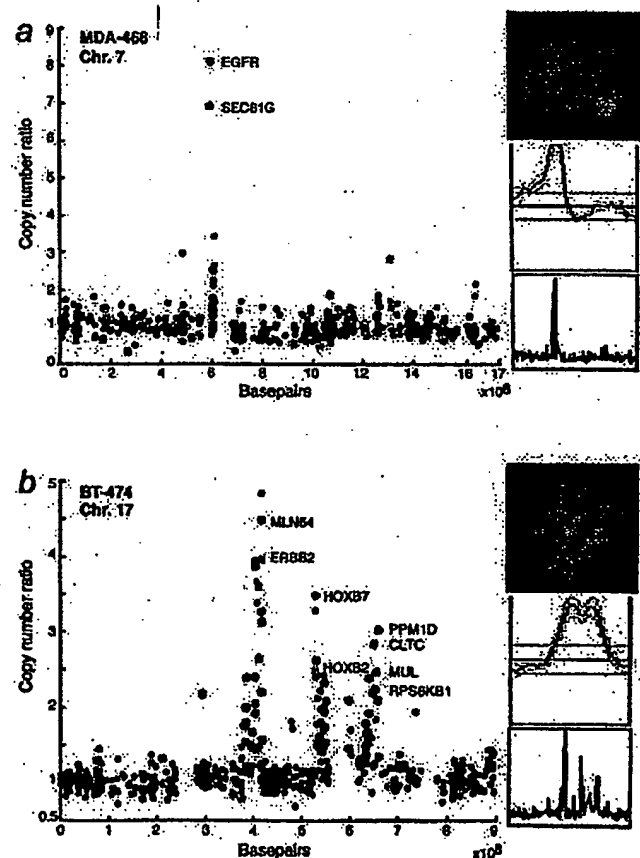 a
MDA-468
Chr. 7
Copy number ratio
9
8
7
6
5
4
3
2
1
0
EGFR
SEC61G
0 2 4 6 8 10 12 14 16 17
Basepairs
x10
b
BT-474
Chr. 17
Copy number ratio
5
4
3
2
1
0.5
MLN64
ERBB2
HOXB7
PPM1D
CLTC
HOXB2
MUL
RPS6KB1
0 1 2 3 4 5 6 7 8 9
Basepairs
x10